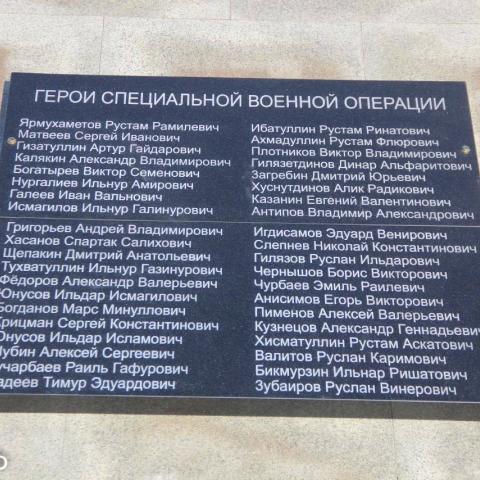 ГЕРОИ СПЕЦИАЛЬНОЙ ВОЕННОЙ ОПЕРАЦИИ
Ярмухаметов Рустам Рамилевич
Матвеев Сергей Иванович
Гизатуллин Артур Гайдарович
Калякин Александр Владимирович
Богатырев Виктор Семенович
Нургалиев Ильнур Амирович
Галеев Иван Вальнович
Исмагилов Ильнур Галинурович
Григорьев Андрей Владимирович
Хасанов Спартак Салихович
Щепакин Дмитрий Анатольевич
Тухватуллин Ильнур Газинурович
Фёдоров Александр Валерьевич
Юнусов Ильдар Исмагилович
Богданов Марс Минуллович
Крицман Сергей Константинович
Юнусов Ильдар Исламович
Алексей Сергеевич
Раиль Гафурович
Тимур Эдуардович
Ибатуллин Рустам Ринатович
Ахмадуллин Рустам Флюрович
Плотников Виктор Владимирович
Гилязетдинов Динар Альфаритович
Загребин Дмитрий Юрьевич
Хуснутдинов Алик Радикович
Казанин Евгений Валентинович
Антипов Владимир Александрович
Игдисамов Эдуард Венирович
Слепнев Николай Константинович
Гилязов Руслан Ильдарович
Чернышов Борис Викторович
Чурбаев Эмиль Раилевич
Анисимов Егорь Викторович
Пименов Алексей Валерьевич
Кузнецов Александр Геннадьевич
Хисматуллин Рустам Аскатович
Валитов Руслан Каримович
Бикмурзин Ильнар Ришатович
Зубаиров Руслан Винерович